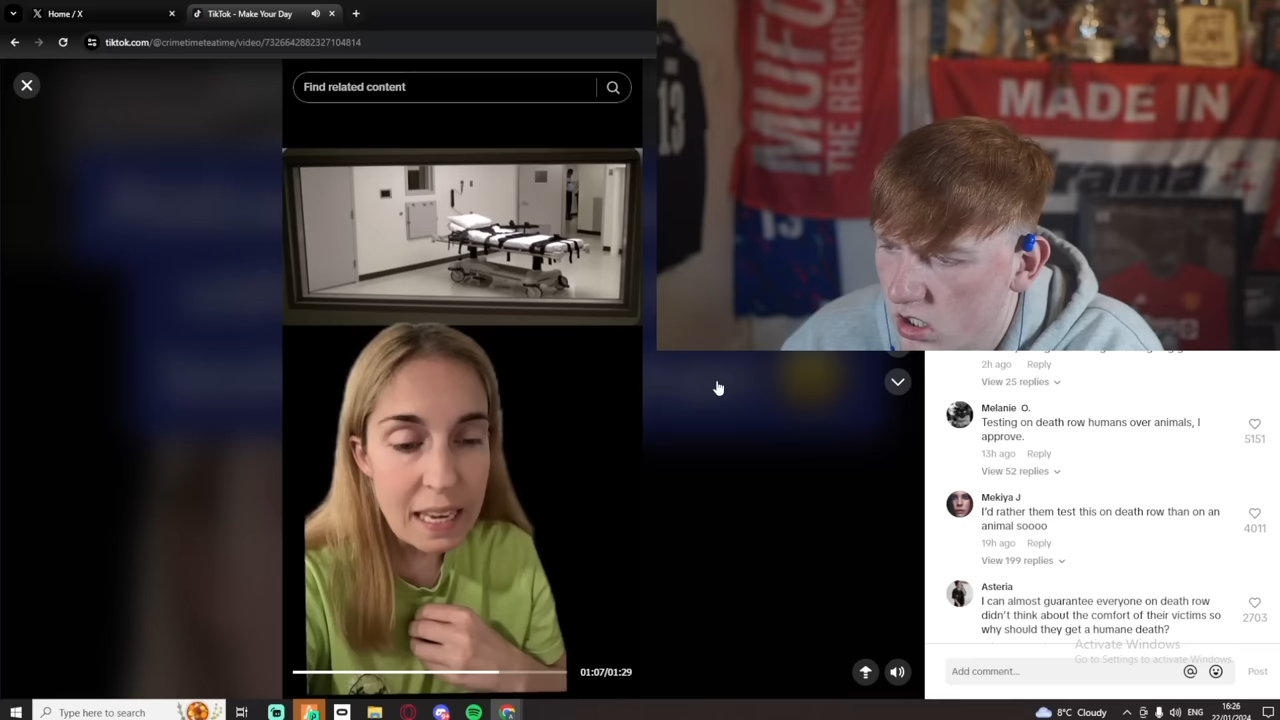 Home / X
TikTok - Make Your Day
tiktok.com/@crimetimeteatime/video/7326642882327104814
Find related content
13
MUFC
THE RELIGION
MADE IN
13
2h ago Reply
View 25 replies
Melanie O.
Testing on death row humans over animals, I
approve.
5151
13h ago Reply
View 52 replies
Mekiya J
I'd rather them test this on death row than on an
animal soooo
4011
19h ago Reply
View 199 replies
Asteria
I can almost guarantee everyone on death row
didn't think about the comfort of their victims so
why should they get a humane death?
2703
Activate Windows
Go to Settings to activate Windows.
01:07/01:29
Add comment...
Post
Type here to search
8°C Cloudy
ENG
16:26
22/01/2024